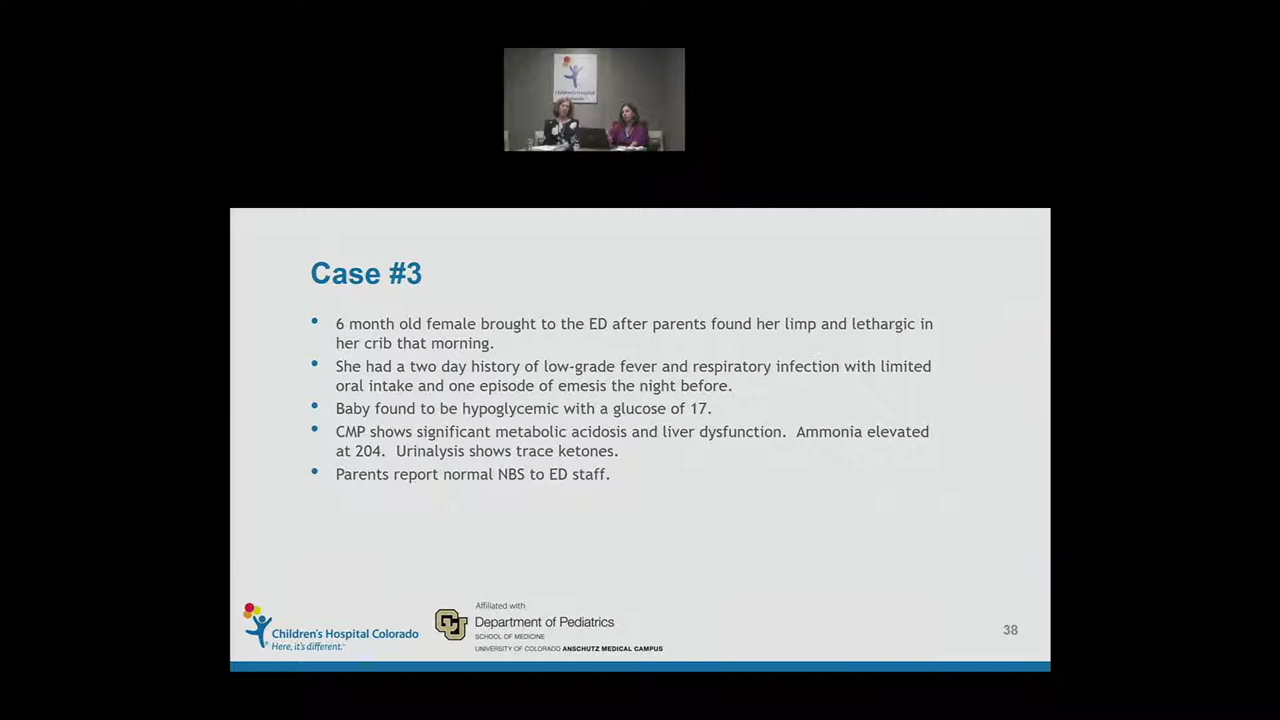 Children's Hospital
Colorado
Case #3
• 6 month old female brought to the ED after parents found her limp and lethargic in
her crib that morning.
• She had a two day history of low-grade fever and respiratory infection with limited
oral intake and one episode of emesis the night before.
• Baby found to be hypoglycemic with a glucose of 17.
• CMP shows significant metabolic acidosis and liver dysfunction. Ammonia elevated
at 204. Urinalysis shows trace ketones.
• Parents report normal NBS to ED staff.
Children's Hospital Colorado
Here, it's different.™
CU
Affiliated with
Department of Pediatrics
SCHOOL OF MEDICINE
UNIVERSITY OF COLORADO ANSCHUTZ MEDICAL CAMPUS
38